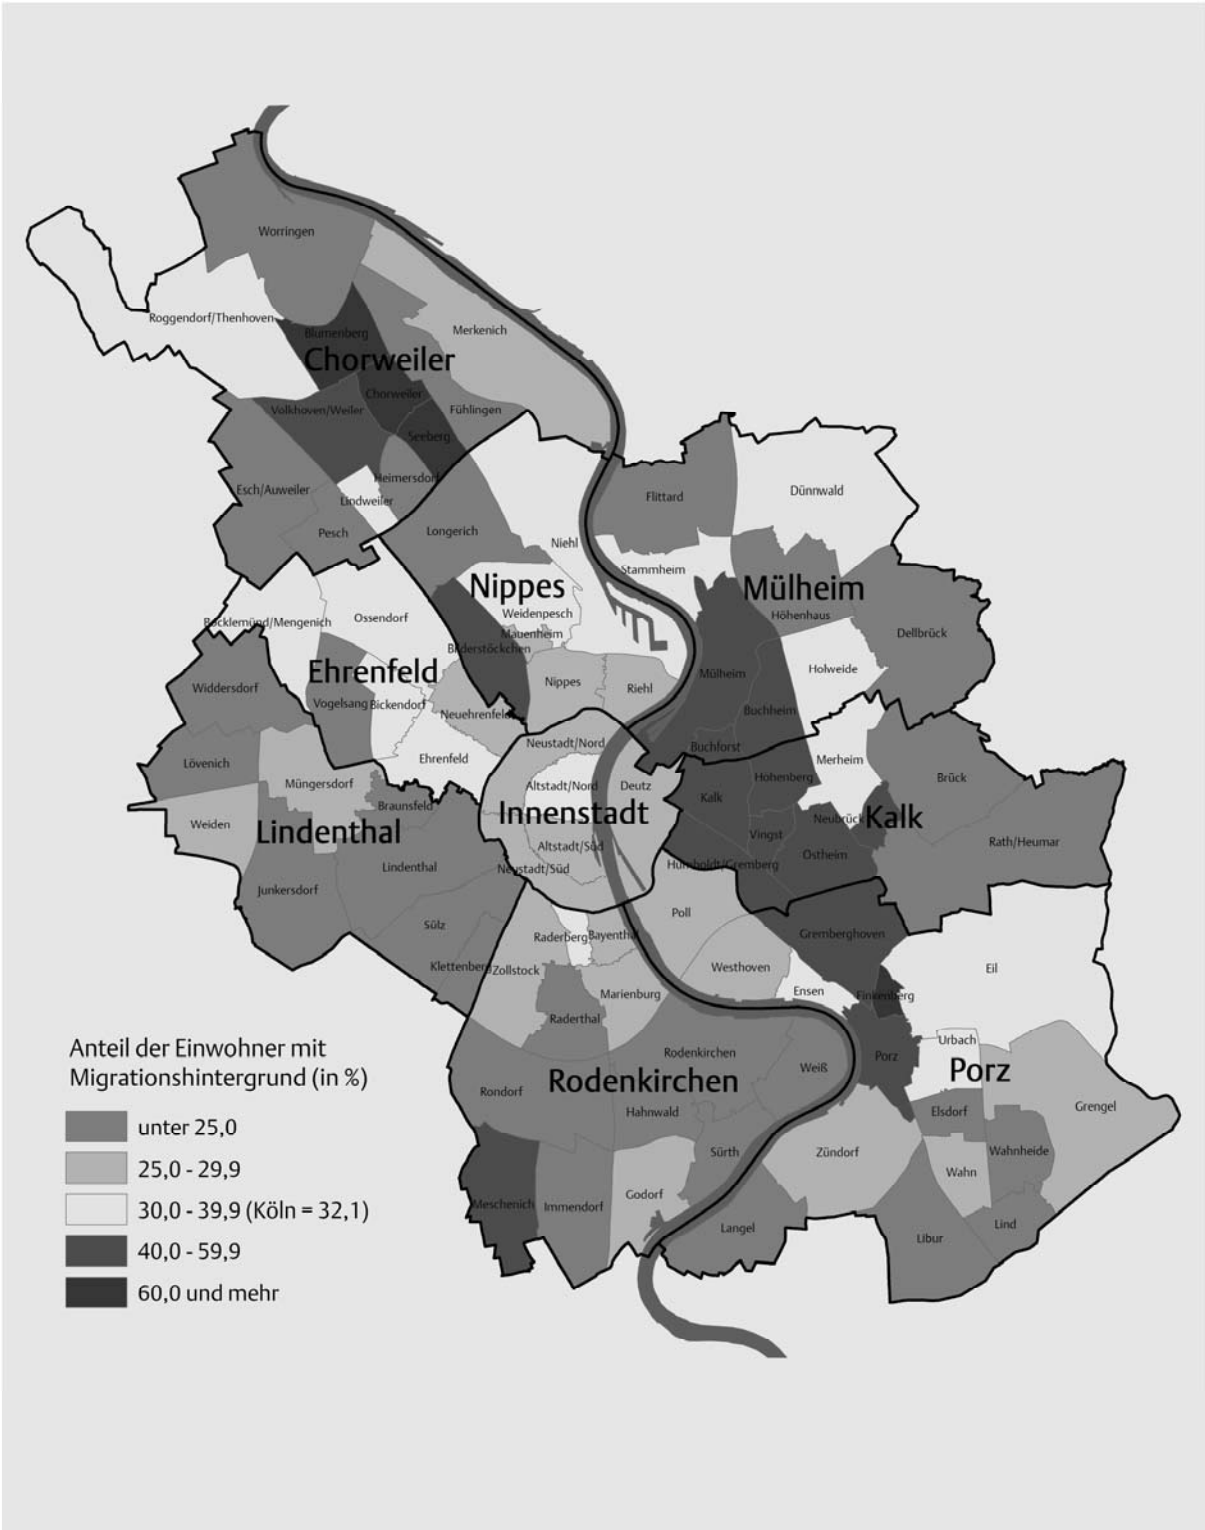 Worringen
Roggendorf/Thenhoven
Merkenich
Blumenberg
Chorweiler
Chorweiler
Volkhoven/Weiler
Fühlingen
Seeberg
Heimersdorf
Esch/Auweiler
Lindweiler
Pesch
Longerich
Flittard
Dünnwald
Niehl
Stammheim
Nippes
Mülheim
Weidenpesch
Höhenhaus
Bocklemünd/Mengenich
Ossendorf
Mauenheim
Dellbrück
Bilderstöckchen
Ehrenfeld
Holweide
Widdersdorf
Nippes
Riehl
Mülheim
Vogelsang
Bickendorf
Neuehrenfeld
Buchheim
Neustadt/Nord
Buchforst
Ehrenfeld
Merheim
Lövenich
Müngersdorf
Altstadt/Nord
Deutz
Hohenberg
Brück
Kalk
Braunsfeld
Innenstadt
Neubrück
Kalk
Weiden
Lindenthal
Vingst
Altstadt/Süd
Ostheim
Rath/Heumar
Lindenthal
Neustadt/Süd
Humboldt/Gremberg
Junkersdorf
Poll
Sülz
Raderberg
Bayenthal
Gremberghoven
Klettenberg
Zollstock
Westhoven
Eil
Marienburg
Ensen
Finkenberg
Raderthal
Urbach
Rodenkirchen
Porz
Weiß
Porz
Rodenkirchen
Rondorf
Hahnwald
Elsdorf
Grengel
Sürth
Zündorf
Wahnheide
Wahn
Godorf
Meschenich
Immendorf
Langel
Lind
Libur
Anteil der Einwohner mit
Migrationshintergrund (in %)
unter 25,0
25,0 - 29,9
30,0 - 39,9 (Köln = 32,1)
40,0 - 59,9
60,0 und mehr